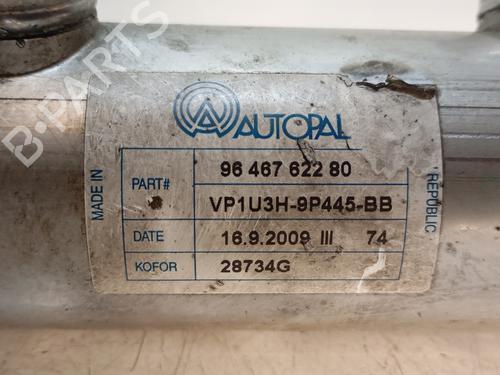 AUTOPAL
MADE IN
PART#
96 467 622 80
VP1U3H-9P445-BB
DATE
16.9.2009 III 74
KOFOR
28734G
REPUBLIC
B-PARTS